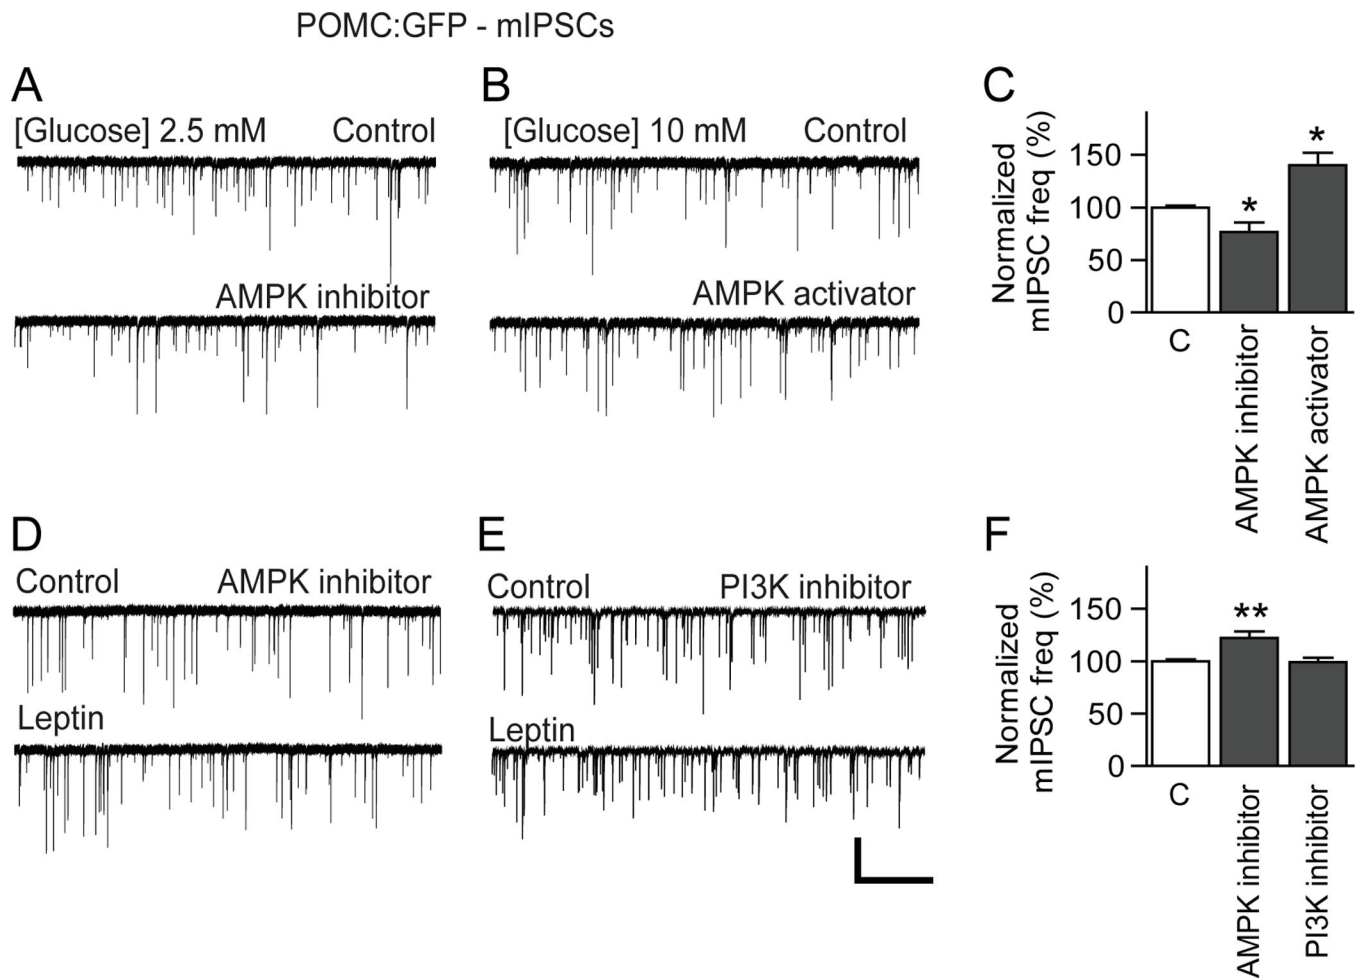 POMC:GFP - mIPSCs
A
[Glucose] 2.5 mM Control
AMPK inhibitor
B
[Glucose] 10 mM Control
AMPK activator
C
Normalized
mIPSC freq (%)
150
100
50
0
*
*
C
AMPK inhibitor
AMPK activator
D
Control AMPK inhibitor
Leptin
E
Control PI3K inhibitor
Leptin
F
Normalized
mIPSC freq (%)
150
100
50
0
**
C
AMPK inhibitor
PI3K inhibitor